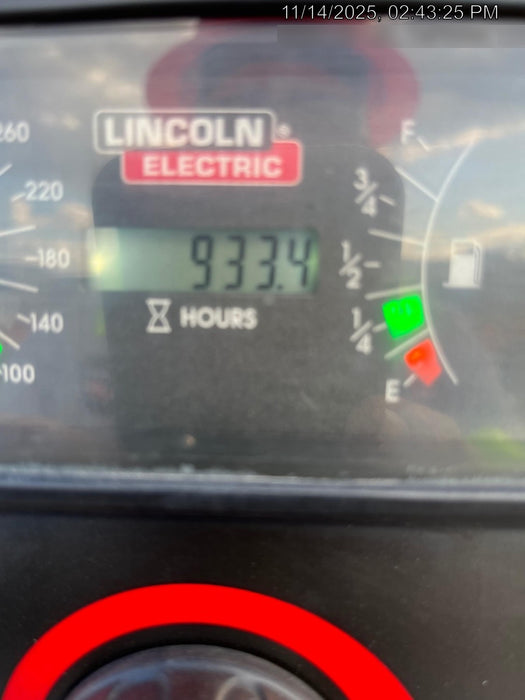 11/14/2025, 02:43:25 PM
LINCOLN®
ELECTRIC
260
220
180
140
100
933.4
HOURS
F
3/4
1/2
1/4
E